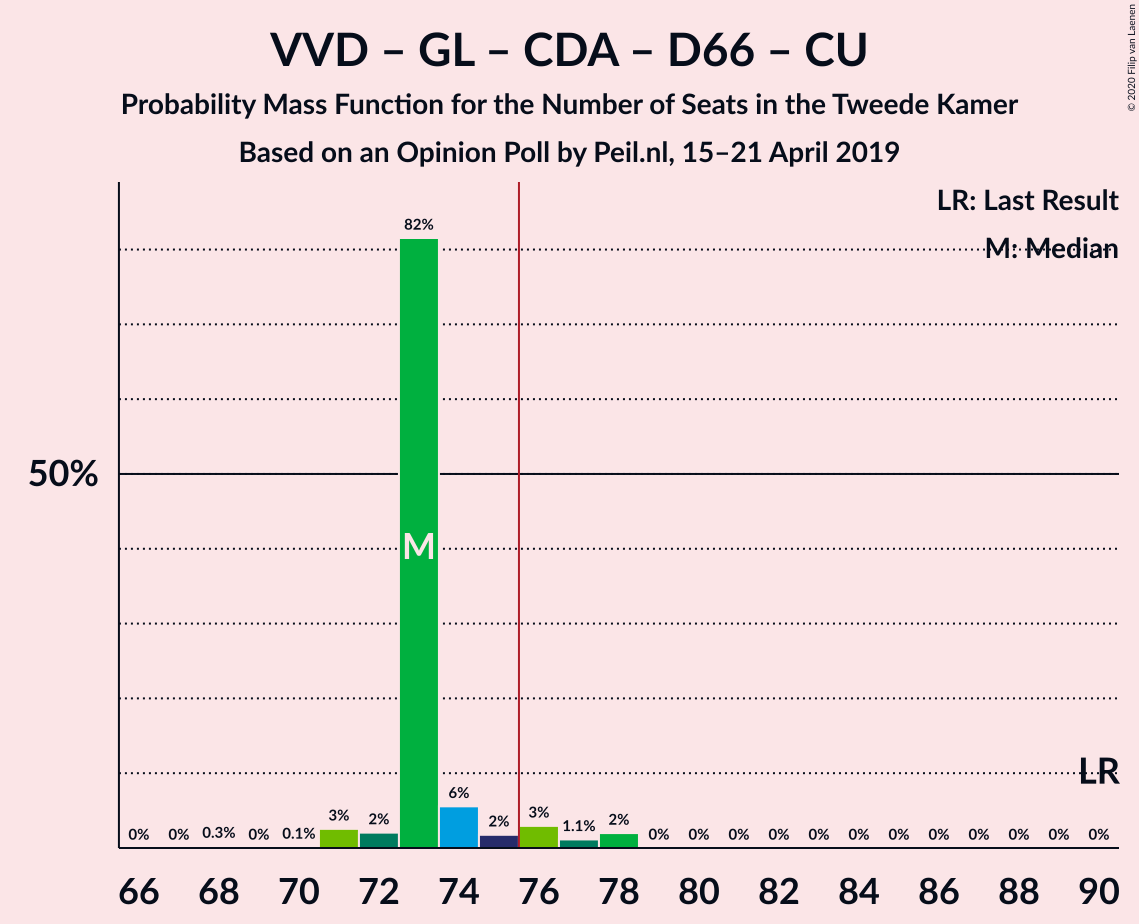 VVD – GL – CDA – D66 – CU
Probability Mass Function for the Number of Seats in the Tweede Kamer
Based on an Opinion Poll by Peil.nl, 15–21 April 2019
© 2020 Filip van Laenen
LR: Last Result
M: Median
82%
50%
M
LR
0% 0% 0.3% 0% 0.1% 3% 2% 6% 2% 3% 1.1% 2% 0% 0% 0% 0% 0% 0% 0% 0% 0% 0% 0% 0%
66 68 70 72 74 76 78 80 82 84 86 88 90